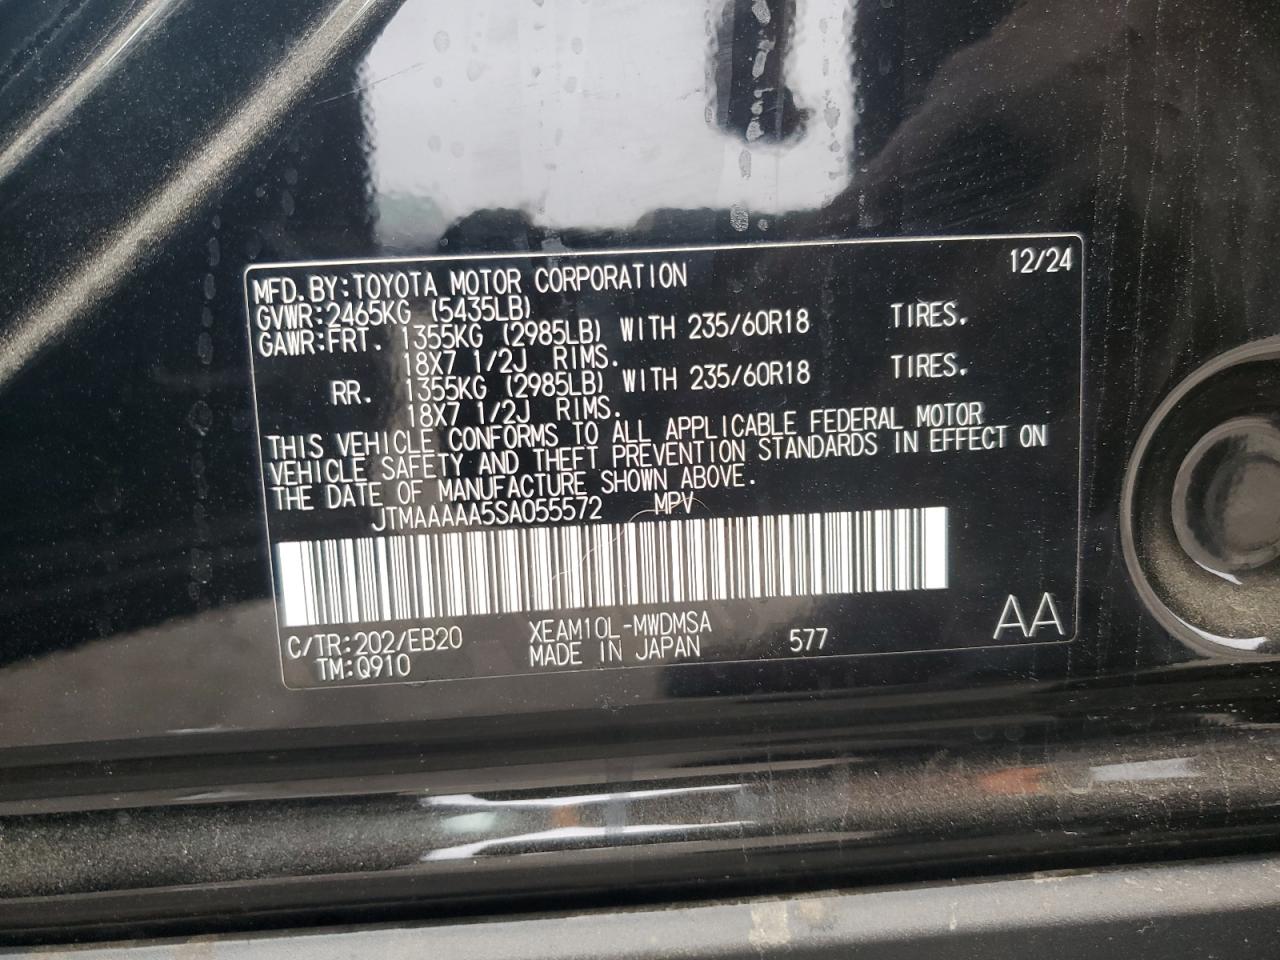 MFD.BY:TOYOTA MOTOR CORPORATION 12/24
GVWR:2465KG (5435LB)
GAWR:FRT. 1355KG (2985LB) WITH 235/60R18 TIRES.
18X7 1/2J RIMS.
RR. 1355KG (2985LB) WITH 235/60R18 TIRES.
18X7 1/2J RIMS.
THIS VEHICLE CONFORMS TO ALL APPLICABLE FEDERAL MOTOR
VEHICLE SAFETY AND THEFT PREVENTION STANDARDS IN EFFECT ON
THE DATE OF MANUFACTURE SHOWN ABOVE.
JTMAAAAA5SA055572 MPV
C/TR:202/EB20 XEAM10L-MWDMSA 577 AA
TM:Q910 MADE IN JAPAN